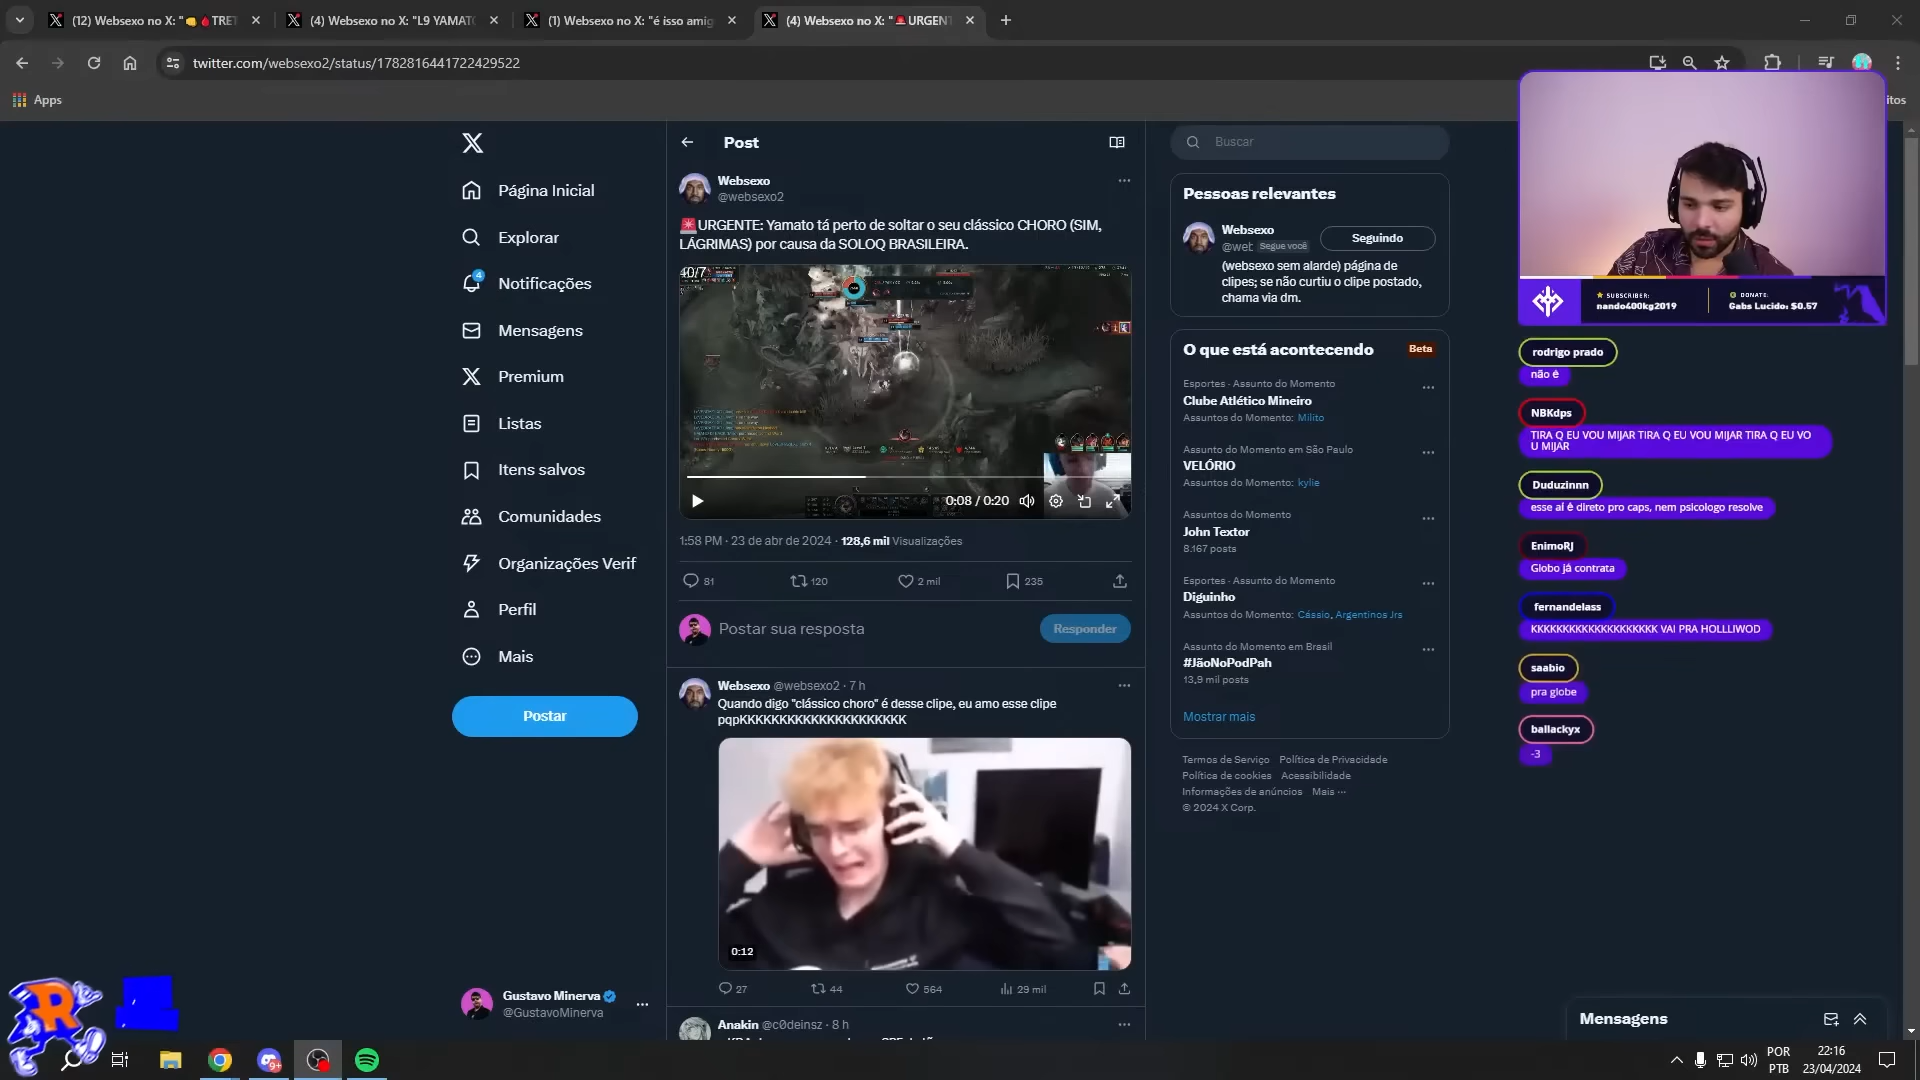 (12) Websexo no X: "👊🩸TRET
(4) Websexo no X: "L9 YAMATO
(1) Websexo no X: "é isso amig
(4) Websexo no X: "🚨URGENT
twitter.com/websexo2/status/1782816441722429522
Apps
itos
Página Inicial
Explorar
4
Notificações
Mensagens
Premium
Listas
Itens salvos
Comunidades
Organizações Verif
Perfil
Mais
Postar
Gustavo Minerva
@GustavoMinerva
Post
Websexo
@websexo2
🚨URGENTE: Yamato tá perto de soltar o seu clássico CHORO (SIM,
LÁGRIMAS) por causa da SOLOQ BRASILEIRA.
0:08 / 0:20
1:58 PM · 23 de abr de 2024 · 128,6 mil Visualizações
81
120
2 mil
235
Postar sua resposta
Responder
Websexo @websexo2 · 7 h
Quando digo "clássico choro" é desse clipe, eu amo esse clipe
pqpKKKKKKKKKKKKKKKKKKKKK
0:12
27
44
564
29 mil
Anakin @c0deinsz · 8 h
Buscar
Pessoas relevantes
Websexo
@wet Segue você
Seguindo
(websexo sem alarde) página de
clipes; se não curtiu o clipe postado,
chama via dm.
O que está acontecendo
Beta
Esportes · Assunto do Momento
Clube Atlético Mineiro
Assuntos do Momento: Milito
Assunto do Momento em São Paulo
VELÓRIO
Assuntos do Momento: kylie
Assuntos do Momento
John Textor
8.167 posts
Esportes · Assunto do Momento
Diguinho
Assuntos do Momento: Cássio, Argentinos Jrs
Assunto do Momento em Brasil
#JãoNoPodPah
13,9 mil posts
Mostrar mais
Termos de Serviço Política de Privacidade
Política de cookies Acessibilidade
Informações de anúncios Mais ···
© 2024 X Corp.
SUBSCRIBER:
nando400kg2019
DONATE:
Gabs Lucido: $0.57
rodrigo prado
não é
NBKdps
TIRA Q EU VOU MIJAR TIRA Q EU VOU MIJAR TIRA Q EU VO
U MIJAR
Duduzinnn
esse aí é direto pro caps, nem psicologo resolve
EnimoRJ
Globo já contrata
fernandelass
KKKKKKKKKKKKKKKKKKKK VAI PRA HOLLLIWOD
saabio
pra globe
ballackyx
-3
Mensagens
R
9+
POR
PTB
22:16
23/04/2024